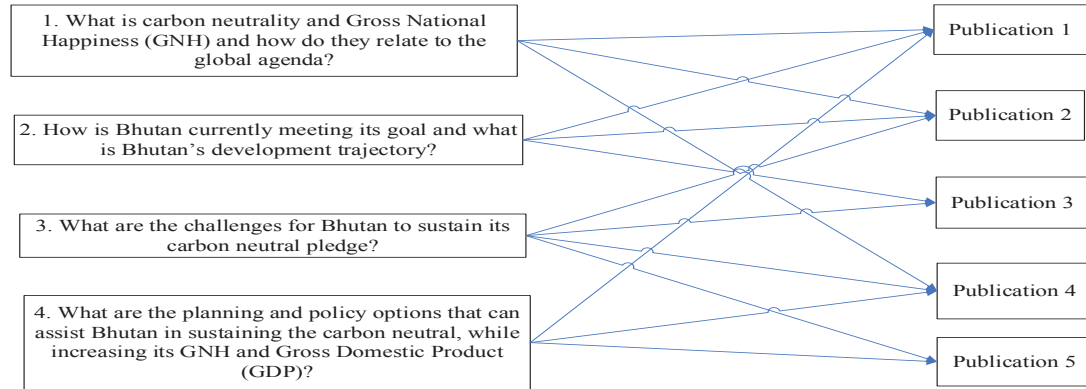 1. What is carbon neutrality and Gross National
Happiness (GNH) and how do they relate to the
global agenda?
2. How is Bhutan currently meeting its goal and what
is Bhutan’s development trajectory?
3. What are the challenges for Bhutan to sustain its
carbon neutral pledge?
4. What are the planning and policy options that can
assist Bhutan in sustaining the carbon neutral, while
increasing its GNH and Gross Domestic Product
(GDP)?
Publication 1
Publication 2
Publication 3
Publication 4
Publication 5